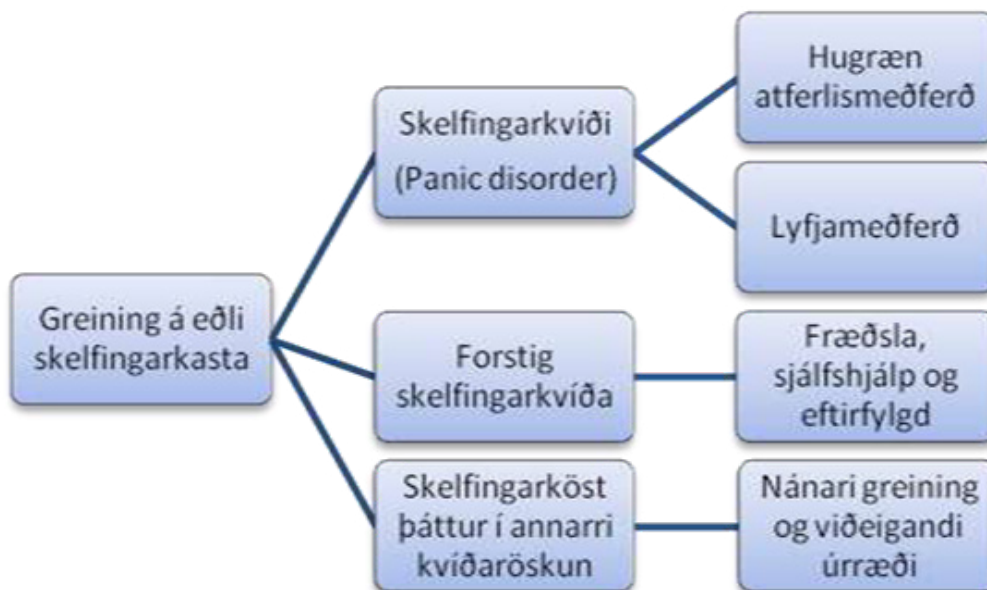 Greining á eðli
skelfingarkasta
Skelfingarkvíði
(Panic disorder)
Hugræn
atferlismeðferð
Lyfjameðferð
Forstig
skelfingarkvíða
Fræðsla,
sjálfshjálp og
eftirfylgd
Skelfingarköst
þáttur í annarri
kvíðaröskun
Nánari greining
og viðeigandi
úrræði